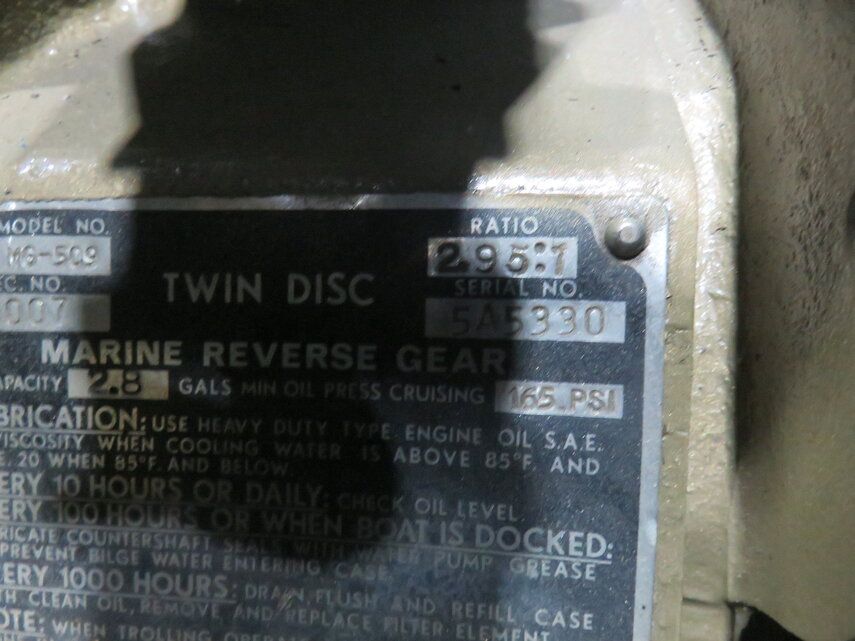 MODEL NO.
RATIO
MG-509
2.95:1
EC. NO.
TWIN DISC
SERIAL NO.
007
5A5330
MARINE REVERSE GEAR
APACITY 2.8 GALS MIN OIL PRESS CRUISING 165 PSI
BRICATION: USE HEAVY DUTY TYPE ENGINE OIL S.A.E.
VISCOSITY WHEN COOLING WATER IS ABOVE 85°F. AND
E. 20 WHEN 85°F. AND BELOW.
ERY 10 HOURS OR DAILY: CHECK OIL LEVEL
ERY 100 HOURS OR WHEN BOAT IS DOCKED:
RICATE COUNTERSHAFT SEALS WITH WATER PUMP GREASE
PREVENT BILGE WATER ENTERING CASE
ERY 1000 HOURS: DRAIN, FLUSH AND REFILL CASE
TH CLEAN OIL, REMOVE AND REPLACE FILTER ELEMENT
OTE: WHEN TROLLING